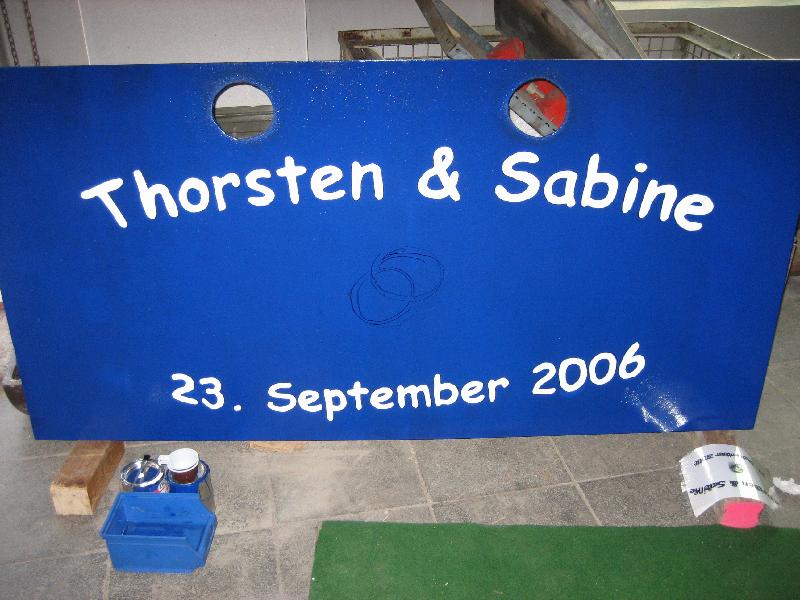 Thorsten & Sabine
23. September 2006